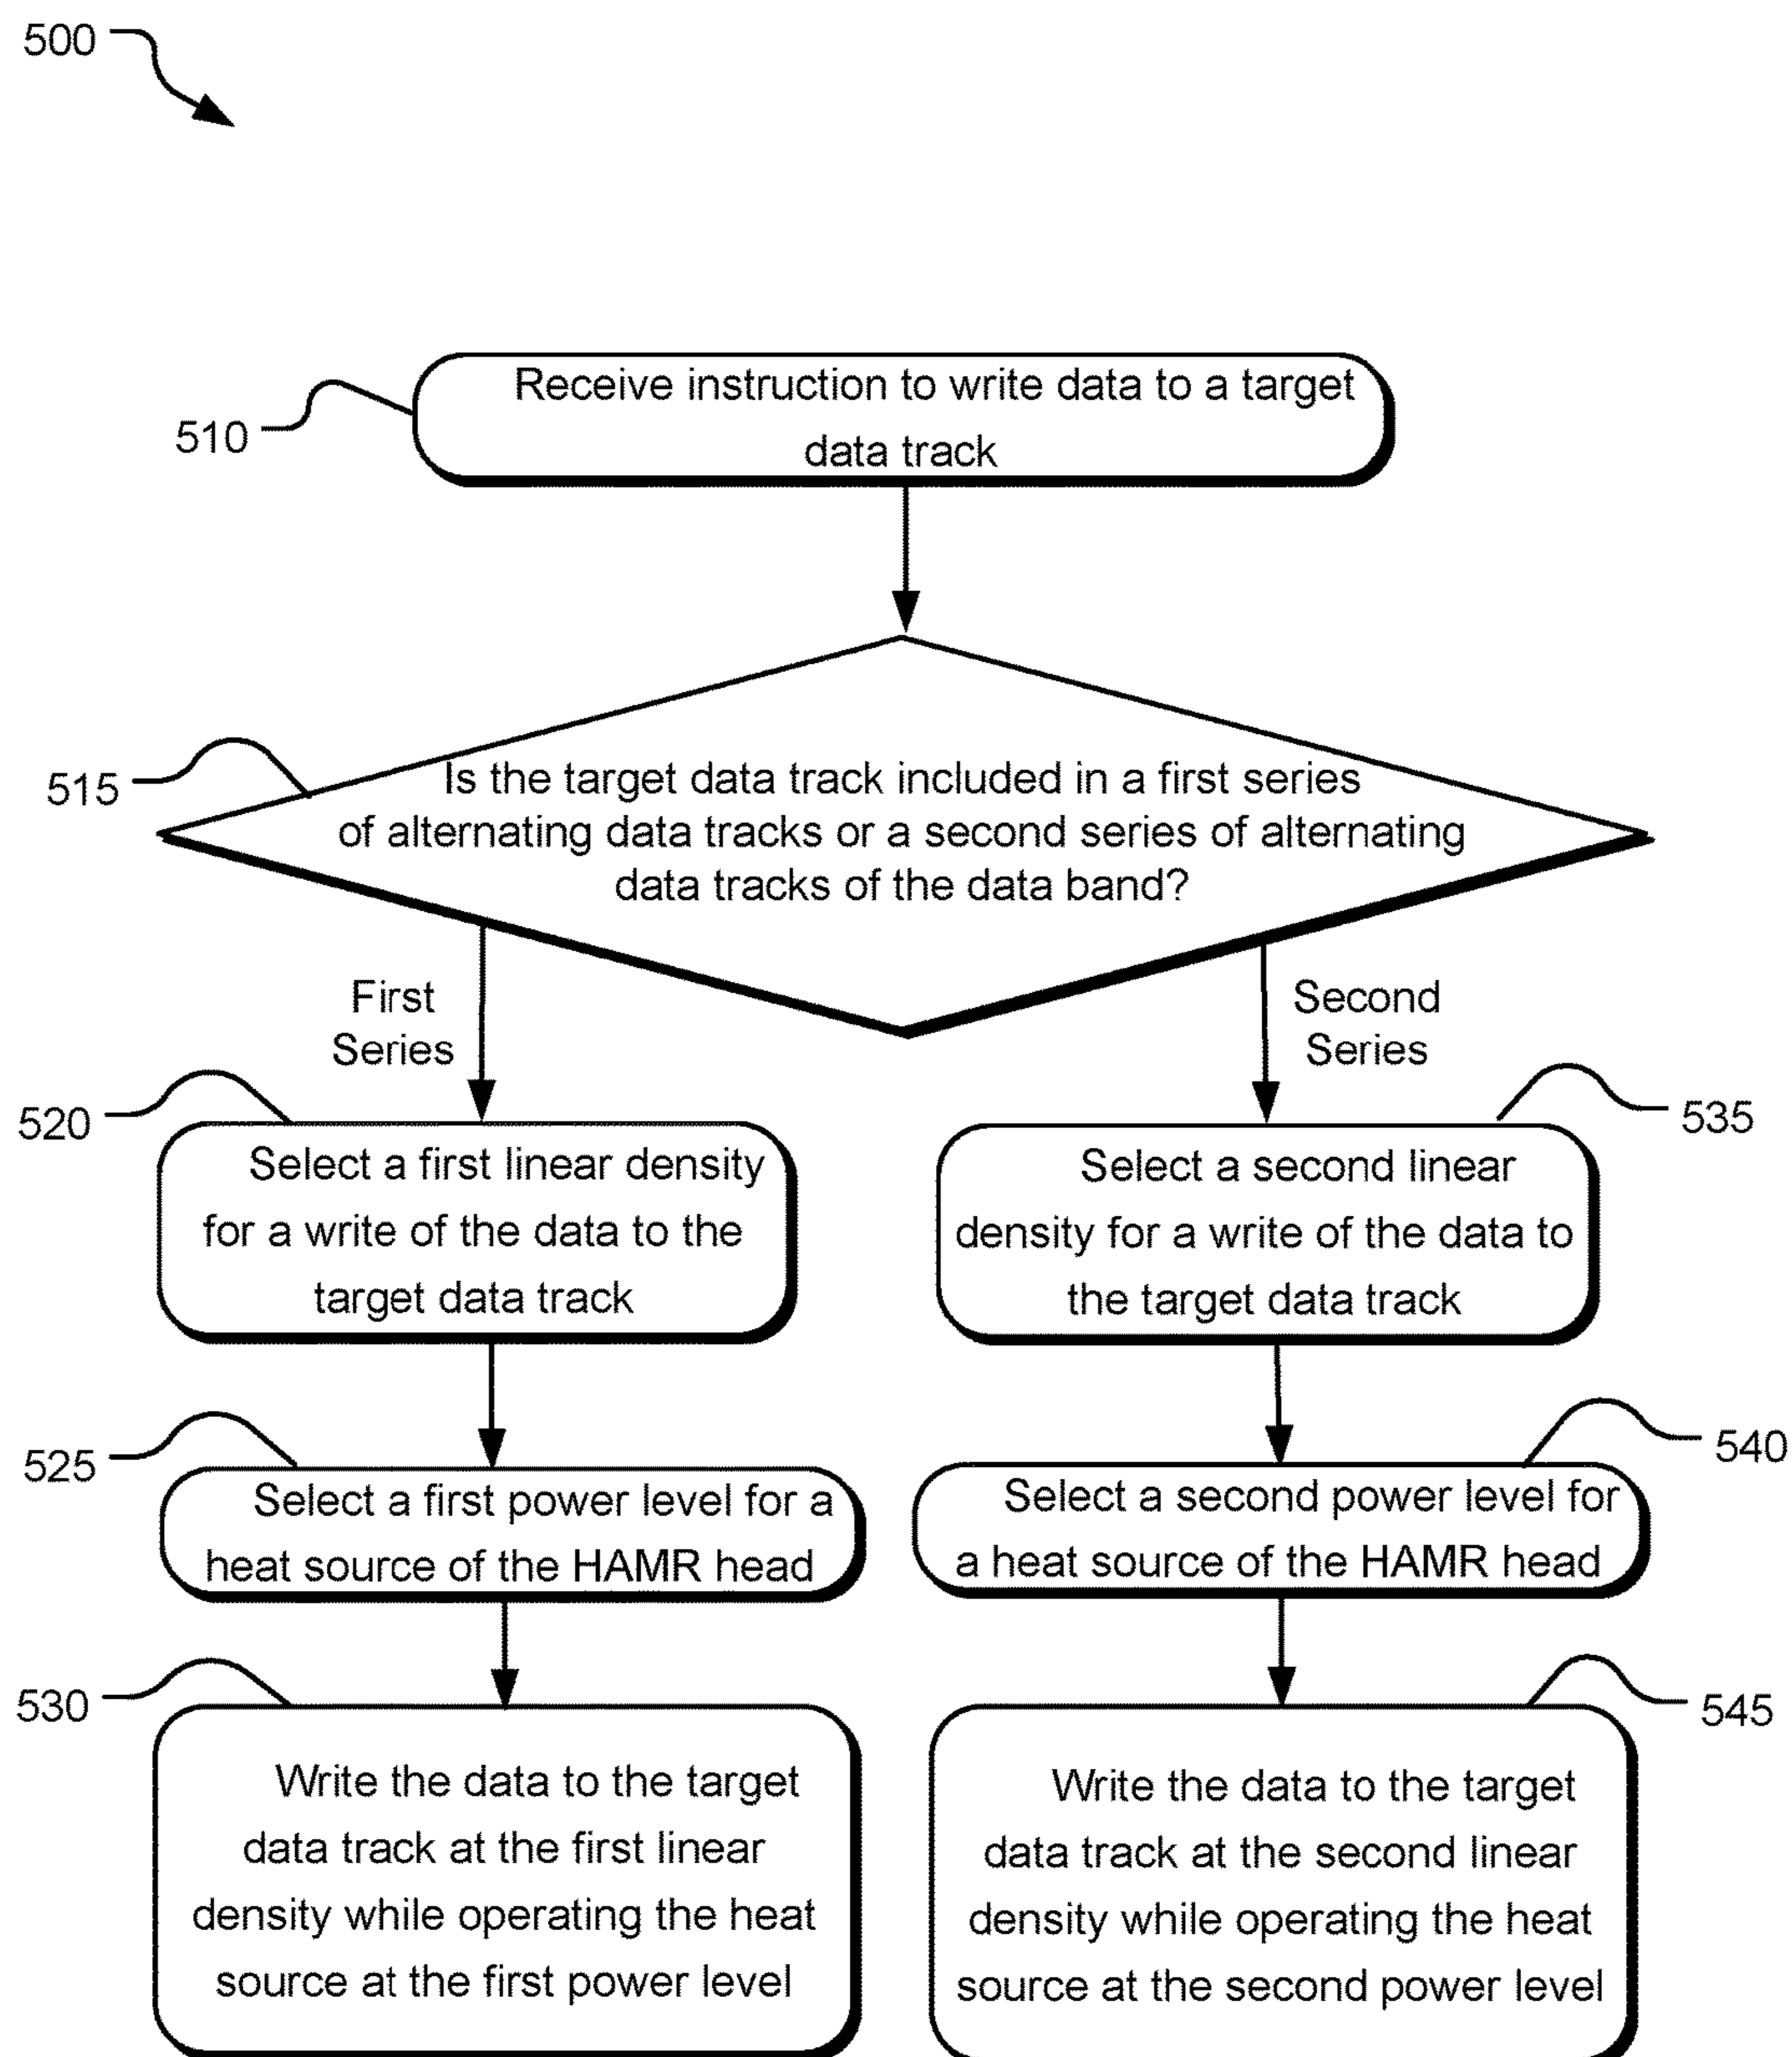 500
Receive instruction to write data to a target
data track
510
Is the target data track included in a first series
of alternating data tracks or a second series of alternating
data tracks of the data band?
515
First
Series
Second
Series
520
Select a first linear density
for a write of the data to the
target data track
535
Select a second linear
density for a write of the data to
the target data track
525
Select a first power level for a
heat source of the HAMR head
540
Select a second power level for
a heat source of the HAMR head
530
Write the data to the target
data track at the first linear
density while operating the heat
source at the first power level
545
Write the data to the target
data track at the second linear
density while operating the heat
source at the second power level